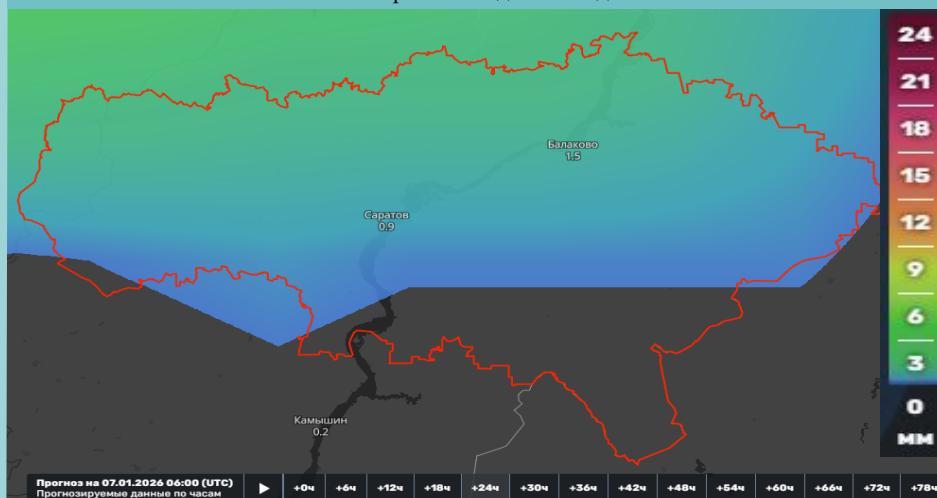 Балаково
1.5
Саратов
0.9
Камышин
0.2
24
21
18
15
12
9
6
3
0
мм
Прогноз на 07.01.2026 06:00 (UTC)
Прогнозируемые данные по часам
+0ч +6ч +12ч +18ч +24ч +30ч +36ч +42ч +48ч +54ч +60ч +66ч +72ч +78ч